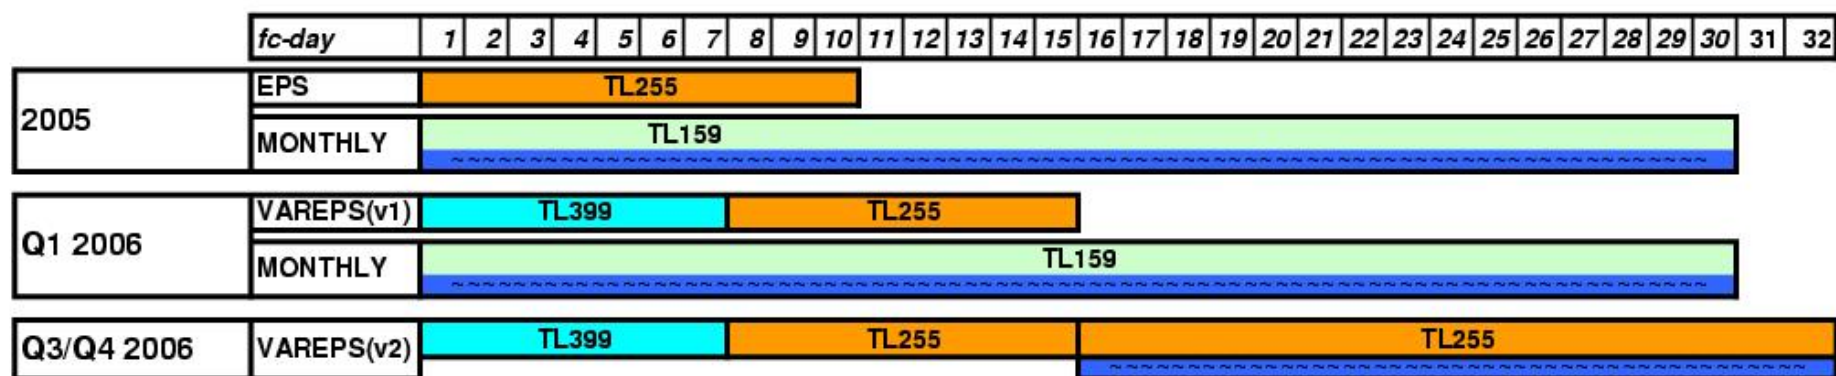 fc-day 1 2 3 4 5 6 7 8 9 10 11 12 13 14 15 16 17 18 19 20 21 22 23 24 25 26 27 28 29 30 31 32
2005
EPS TL255
MONTHLY TL159
~~~~~~~~~~~~~~~~~~~~~~~~~~~~~~~~~~~~~~~~~~~~~~~~~~~~~~~~~~~~~~~~~~~~~~~~~~~~~~~~
Q1 2006
VAREPS(v1) TL399 TL255
MONTHLY TL159
~~~~~~~~~~~~~~~~~~~~~~~~~~~~~~~~~~~~~~~~~~~~~~~~~~~~~~~~~~~~~~~~~~~~~~~~~~~~~~~~
Q3/Q4 2006 VAREPS(v2) TL399 TL255 TL255
~~~~~~~~~~~~~~~~~~~~~~~~~~~~~~~~~~~~~~~~~~~~